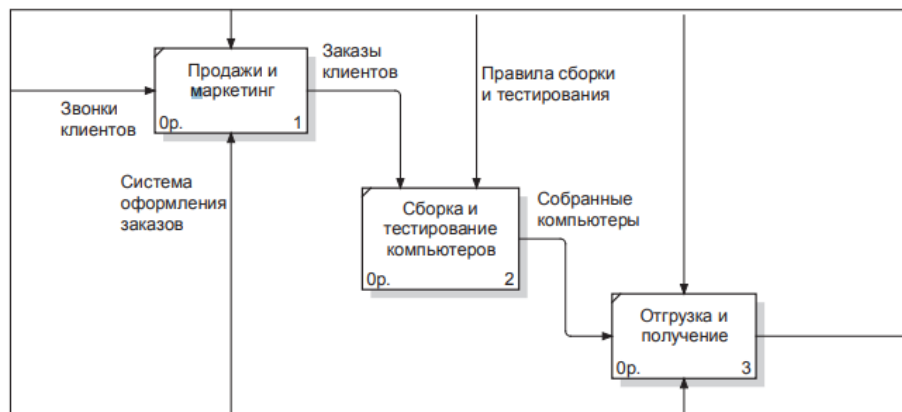 Продажи и
маркетинг
0р.
1
Заказы
клиентов
Правила сборки
и тестирования
Звонки
клиентов
Система
оформления
заказов
Сборка и
тестирование
компьютеров
0р.
2
Собранные
компьютеры
Отгрузка и
получение
0р.
3